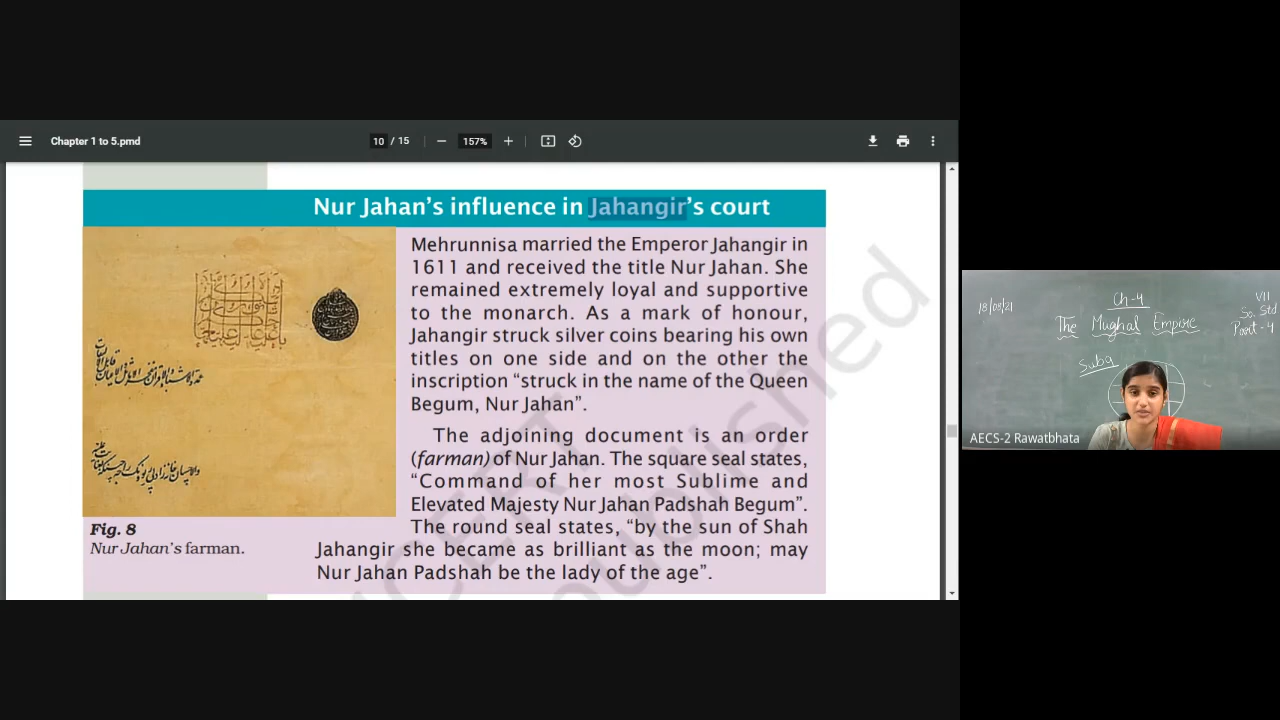 Chapter 1 to 5.pmd
10 / 15
157%
Nur Jahan's influence in Jahangir's court
Mehrunnisa married the Emperor Jahangir in
1611 and received the title Nur Jahan. She
remained extremely loyal and supportive
to the monarch. As a mark of honour,
Jahangir struck silver coins bearing his own
titles on one side and on the other the
inscription “struck in the name of the Queen
Begum, Nur Jahan”.
The adjoining document is an order
(farman) of Nur Jahan. The square seal states,
“Command of her most Sublime and
Elevated Majesty Nur Jahan Padshah Begum”.
The round seal states, “by the sun of Shah
Jahangir she became as brilliant as the moon; may
Nur Jahan Padshah be the lady of the age”.
Fig. 8
Nur Jahan's farman.
NCERT
published
18/08/21
Ch-4
The Mughal Empire
VII
So. Std
Part-4
Suba
AECS-2 Rawatbhata